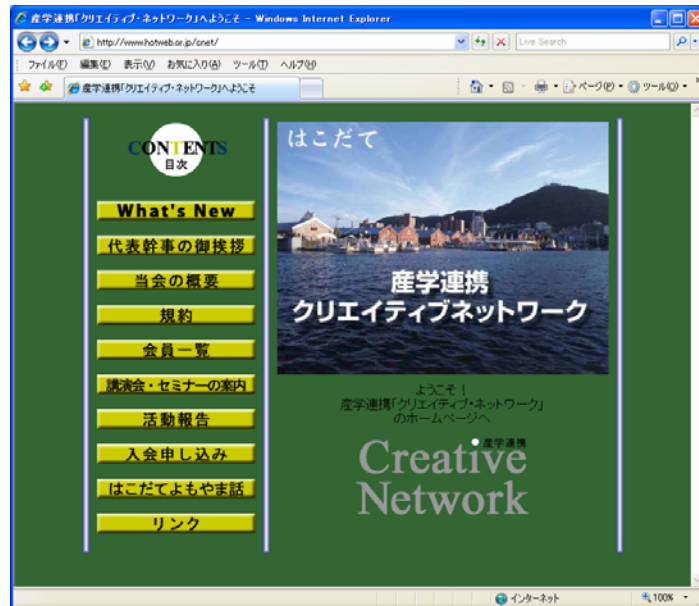 産学連携「クリエイティブ・ネットワーク」へようこそ - Windows Internet Explorer
http://www.hotweb.or.jp/cnet/
Live Search
ファイル(F) 編集(E) 表示(V) お気に入り(A) ツール(T) ヘルプ(H)
産学連携「クリエイティブ・ネットワーク」へようこそ
ページ(P) ツール(O)
CONTENTS
目次
What's New
代表幹事の御挨拶
当会の概要
規約
会員一覧
講演会・セミナーの案内
活動報告
入会申し込み
はこだてよもやま話
リンク
はこだて
産学連携
クリエイティブネットワーク
ようこそ!
産学連携「クリエイティブ・ネットワーク」
のホームページへ
産学連携
Creative
Network
インターネット
100%